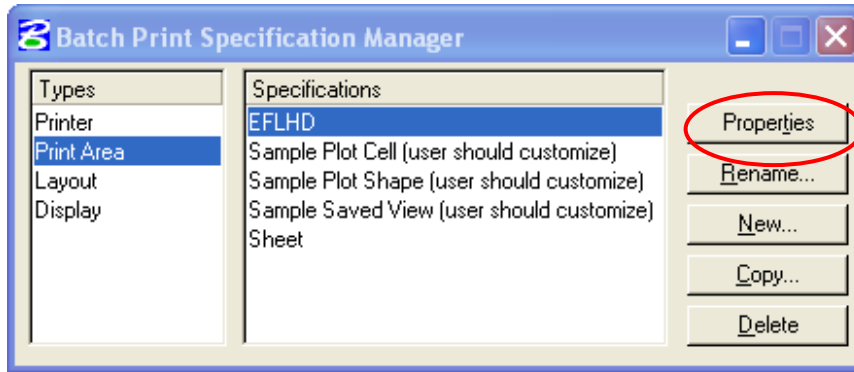 Batch Print Specification Manager
Types
Printer
Print Area
Layout
Display
Specifications
EFLHD
Sample Plot Cell (user should customize)
Sample Plot Shape (user should customize)
Sample Saved View (user should customize)
Sheet
Properties
Rename...
New...
Copy...
Delete